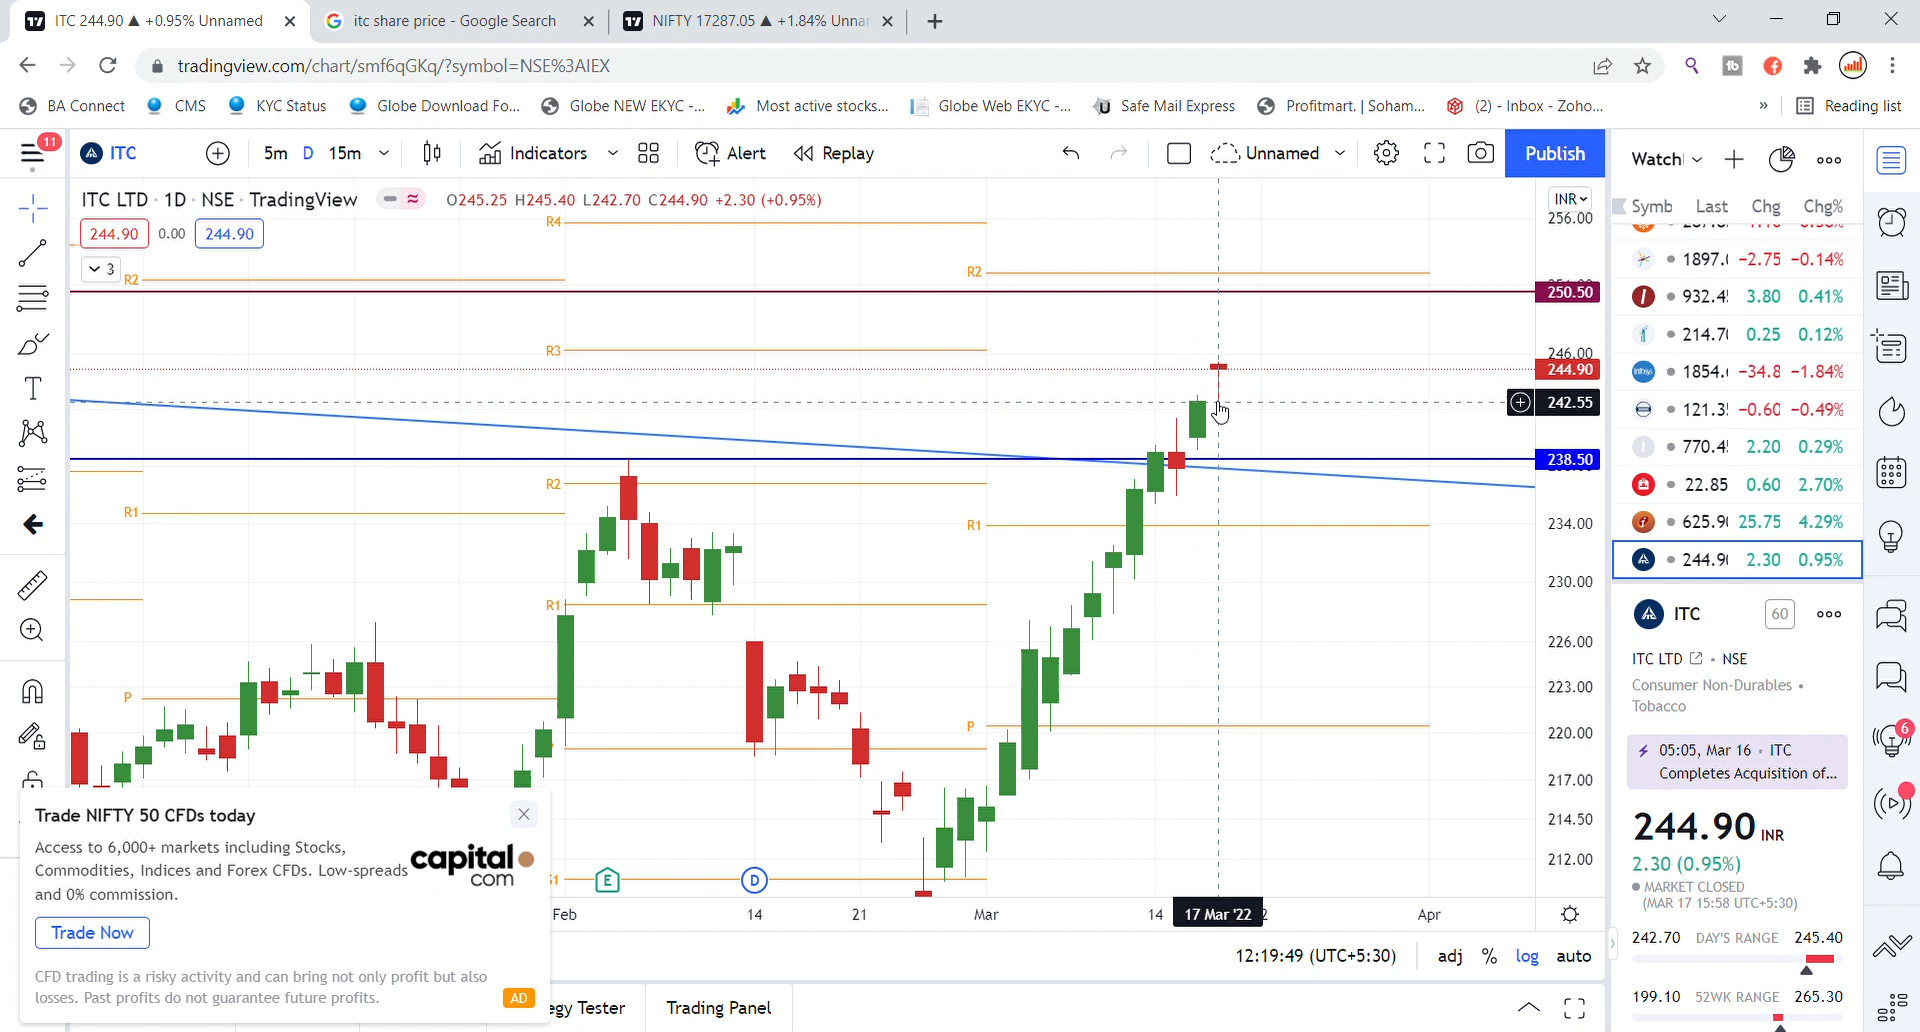 ITC 244.90 ▲ +0.95% Unnamed
itc share price - Google Search
NIFTY 17287.05 ▲ +1.84% Unna
tradingview.com/chart/smf6qGKq/?symbol=NSE%3AIEX
BA Connect
CMS
KYC Status
Globe Download Fo...
Globe NEW EKYC -...
Most active stocks...
Globe Web EKYC -...
Safe Mail Express
Profitmart. | Soham...
(2) - Inbox - Zoho...
»
Reading list
11
ITC
5m
D
15m
Indicators
Alert
Replay
Unnamed
Publish
ITC LTD · 1D · NSE · TradingView
O245.25 H245.40 L242.70 C244.90 +2.30 (+0.95%)
244.90
0.00
244.90
3
INR
256.00
250.50
246.00
244.90
242.55
238.50
234.00
230.00
226.00
223.00
220.00
217.00
214.50
212.00
R4
R2
R2
R3
R2
R1
R1
R1
P
P
S1
E
D
Feb
14
21
Mar
14
17 Mar '22
Apr
12:19:49 (UTC+5:30)
adj
%
log
auto
Trade NIFTY 50 CFDs today
Access to 6,000+ markets including Stocks,
Commodities, Indices and Forex CFDs. Low-spreads
and 0% commission.
capital
com
Trade Now
CFD trading is a risky activity and can bring not only profit but also
losses. Past profits do not guarantee future profits.
AD
egy Tester
Trading Panel
Watch
Symb Last Chg Chg%
1897. −2.75 −0.14%
932.4 3.80 0.41%
214.70 0.25 0.12%
1854. −34.8 −1.84%
121.3 −0.60 −0.49%
770.4 2.20 0.29%
22.85 0.60 2.70%
625.90 25.75 4.29%
244.90 2.30 0.95%
ITC
60
ITC LTD · NSE
Consumer Non-Durables •
Tobacco
05:05, Mar 16 · ITC
Completes Acquisition of...
244.90 INR
2.30 (0.95%)
MARKET CLOSED
(MAR 17 15:58 UTC+5:30)
242.70 DAY'S RANGE 245.40
199.10 52WK RANGE 265.30
6